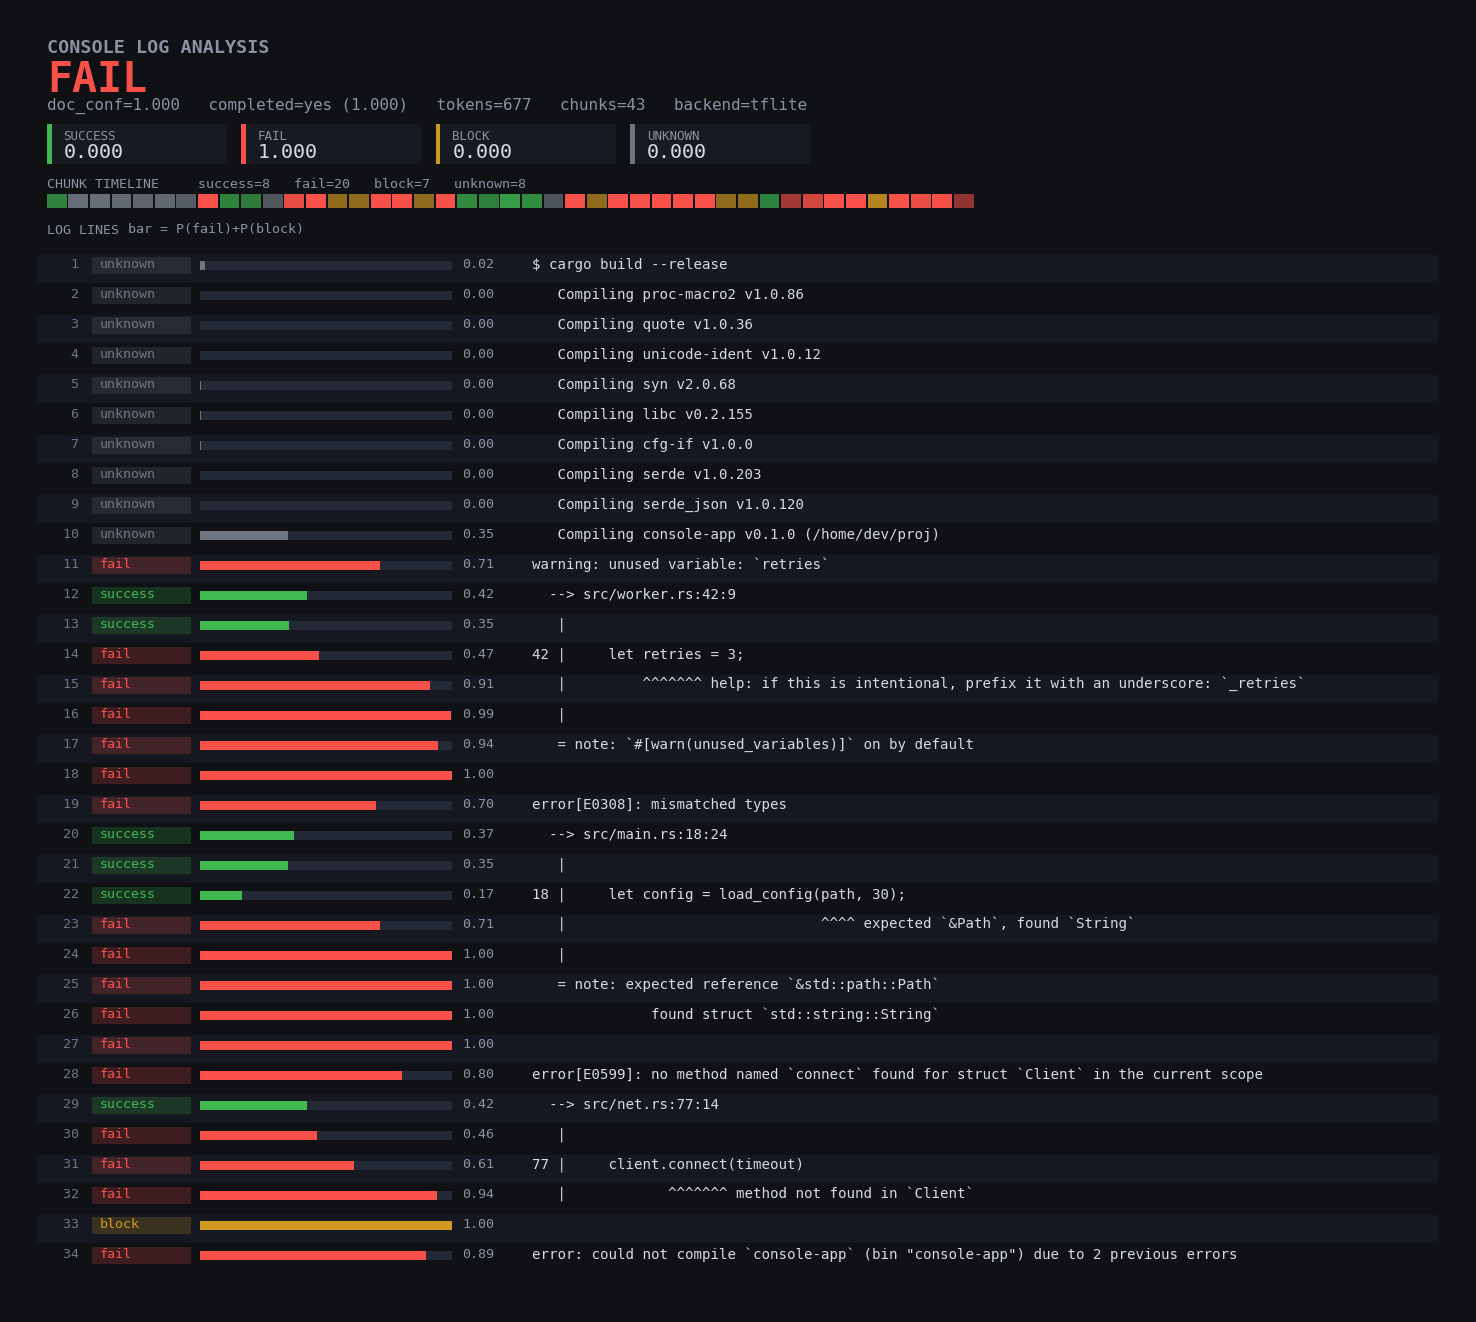 CONSOLE LOG ANALYSIS
FAIL
doc_conf=1.000   completed=yes (1.000)   tokens=677   chunks=43   backend=tflite
SUCCESS   FAIL   BLOCK   UNKNOWN
0.000   1.000   0.000   0.000
CHUNK TIMELINE   success=8   fail=20   block=7   unknown=8
LOG LINES bar = P(fail)+P(block)
1 unknown 0.02 $ cargo build --release
2 unknown 0.00    Compiling proc-macro2 v1.0.86
3 unknown 0.00    Compiling quote v1.0.36
4 unknown 0.00    Compiling unicode-ident v1.0.12
5 unknown 0.00    Compiling syn v2.0.68
6 unknown 0.00    Compiling libc v0.2.155
7 unknown 0.00    Compiling cfg-if v1.0.0
8 unknown 0.00    Compiling serde v1.0.203
9 unknown 0.00    Compiling serde_json v1.0.120
10 unknown 0.35    Compiling console-app v0.1.0 (/home/dev/proj)
11 fail 0.71 warning: unused variable: `retries`
12 success 0.42   --> src/worker.rs:42:9
13 success 0.35    |
14 fail 0.47 42 |     let retries = 3;
15 fail 0.91    |         ^^^^^^^ help: if this is intentional, prefix it with an underscore: `_retries`
16 fail 0.99    |
17 fail 0.94    = note: `#[warn(unused_variables)]` on by default
18 fail 1.00
19 fail 0.70 error[E0308]: mismatched types
20 success 0.37   --> src/main.rs:18:24
21 success 0.35    |
22 success 0.17 18 |     let config = load_config(path, 30);
23 fail 0.71    |                              ^^^^ expected `&Path`, found `String`
24 fail 1.00    |
25 fail 1.00    = note: expected reference `&std::path::Path`
26 fail 1.00               found struct `std::string::String`
27 fail 1.00
28 fail 0.80 error[E0599]: no method named `connect` found for struct `Client` in the current scope
29 success 0.42   --> src/net.rs:77:14
30 fail 0.46    |
31 fail 0.61 77 |     client.connect(timeout)
32 fail 0.94    |            ^^^^^^^ method not found in `Client`
33 block 1.00
34 fail 0.89 error: could not compile `console-app` (bin "console-app") due to 2 previous errors